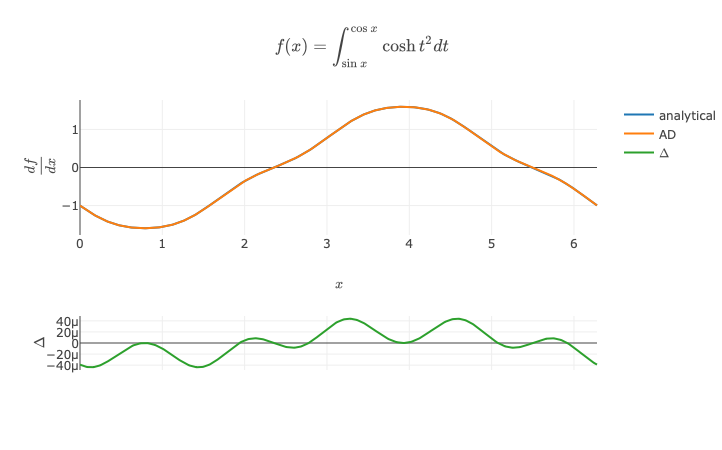 f(x) = ∫_{sin x}^{cos x} cosh t² dt
analytical
AD
Δ
df/dx
1
0
−1
0 1 2 3 4 5 6
x
Δ
40μ
20μ
0
−20μ
−40μ